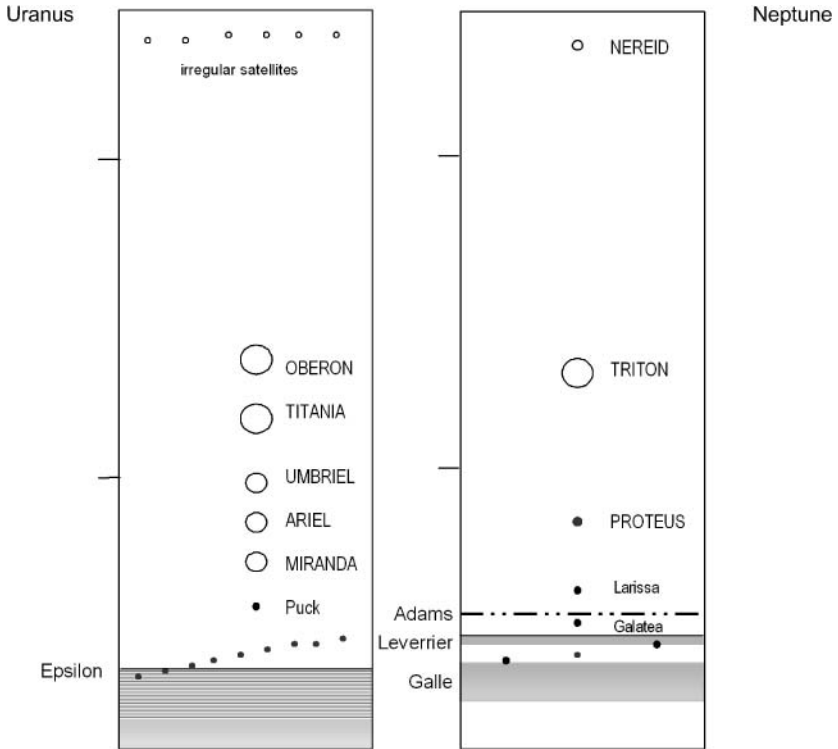 Uranus
Neptune
irregular satellites
OBERON
TITANIA
UMBRIEL
ARIEL
MIRANDA
Puck
Epsilon
NEREID
TRITON
PROTEUS
Larissa
Adams
Galatea
Leverrier
Galle